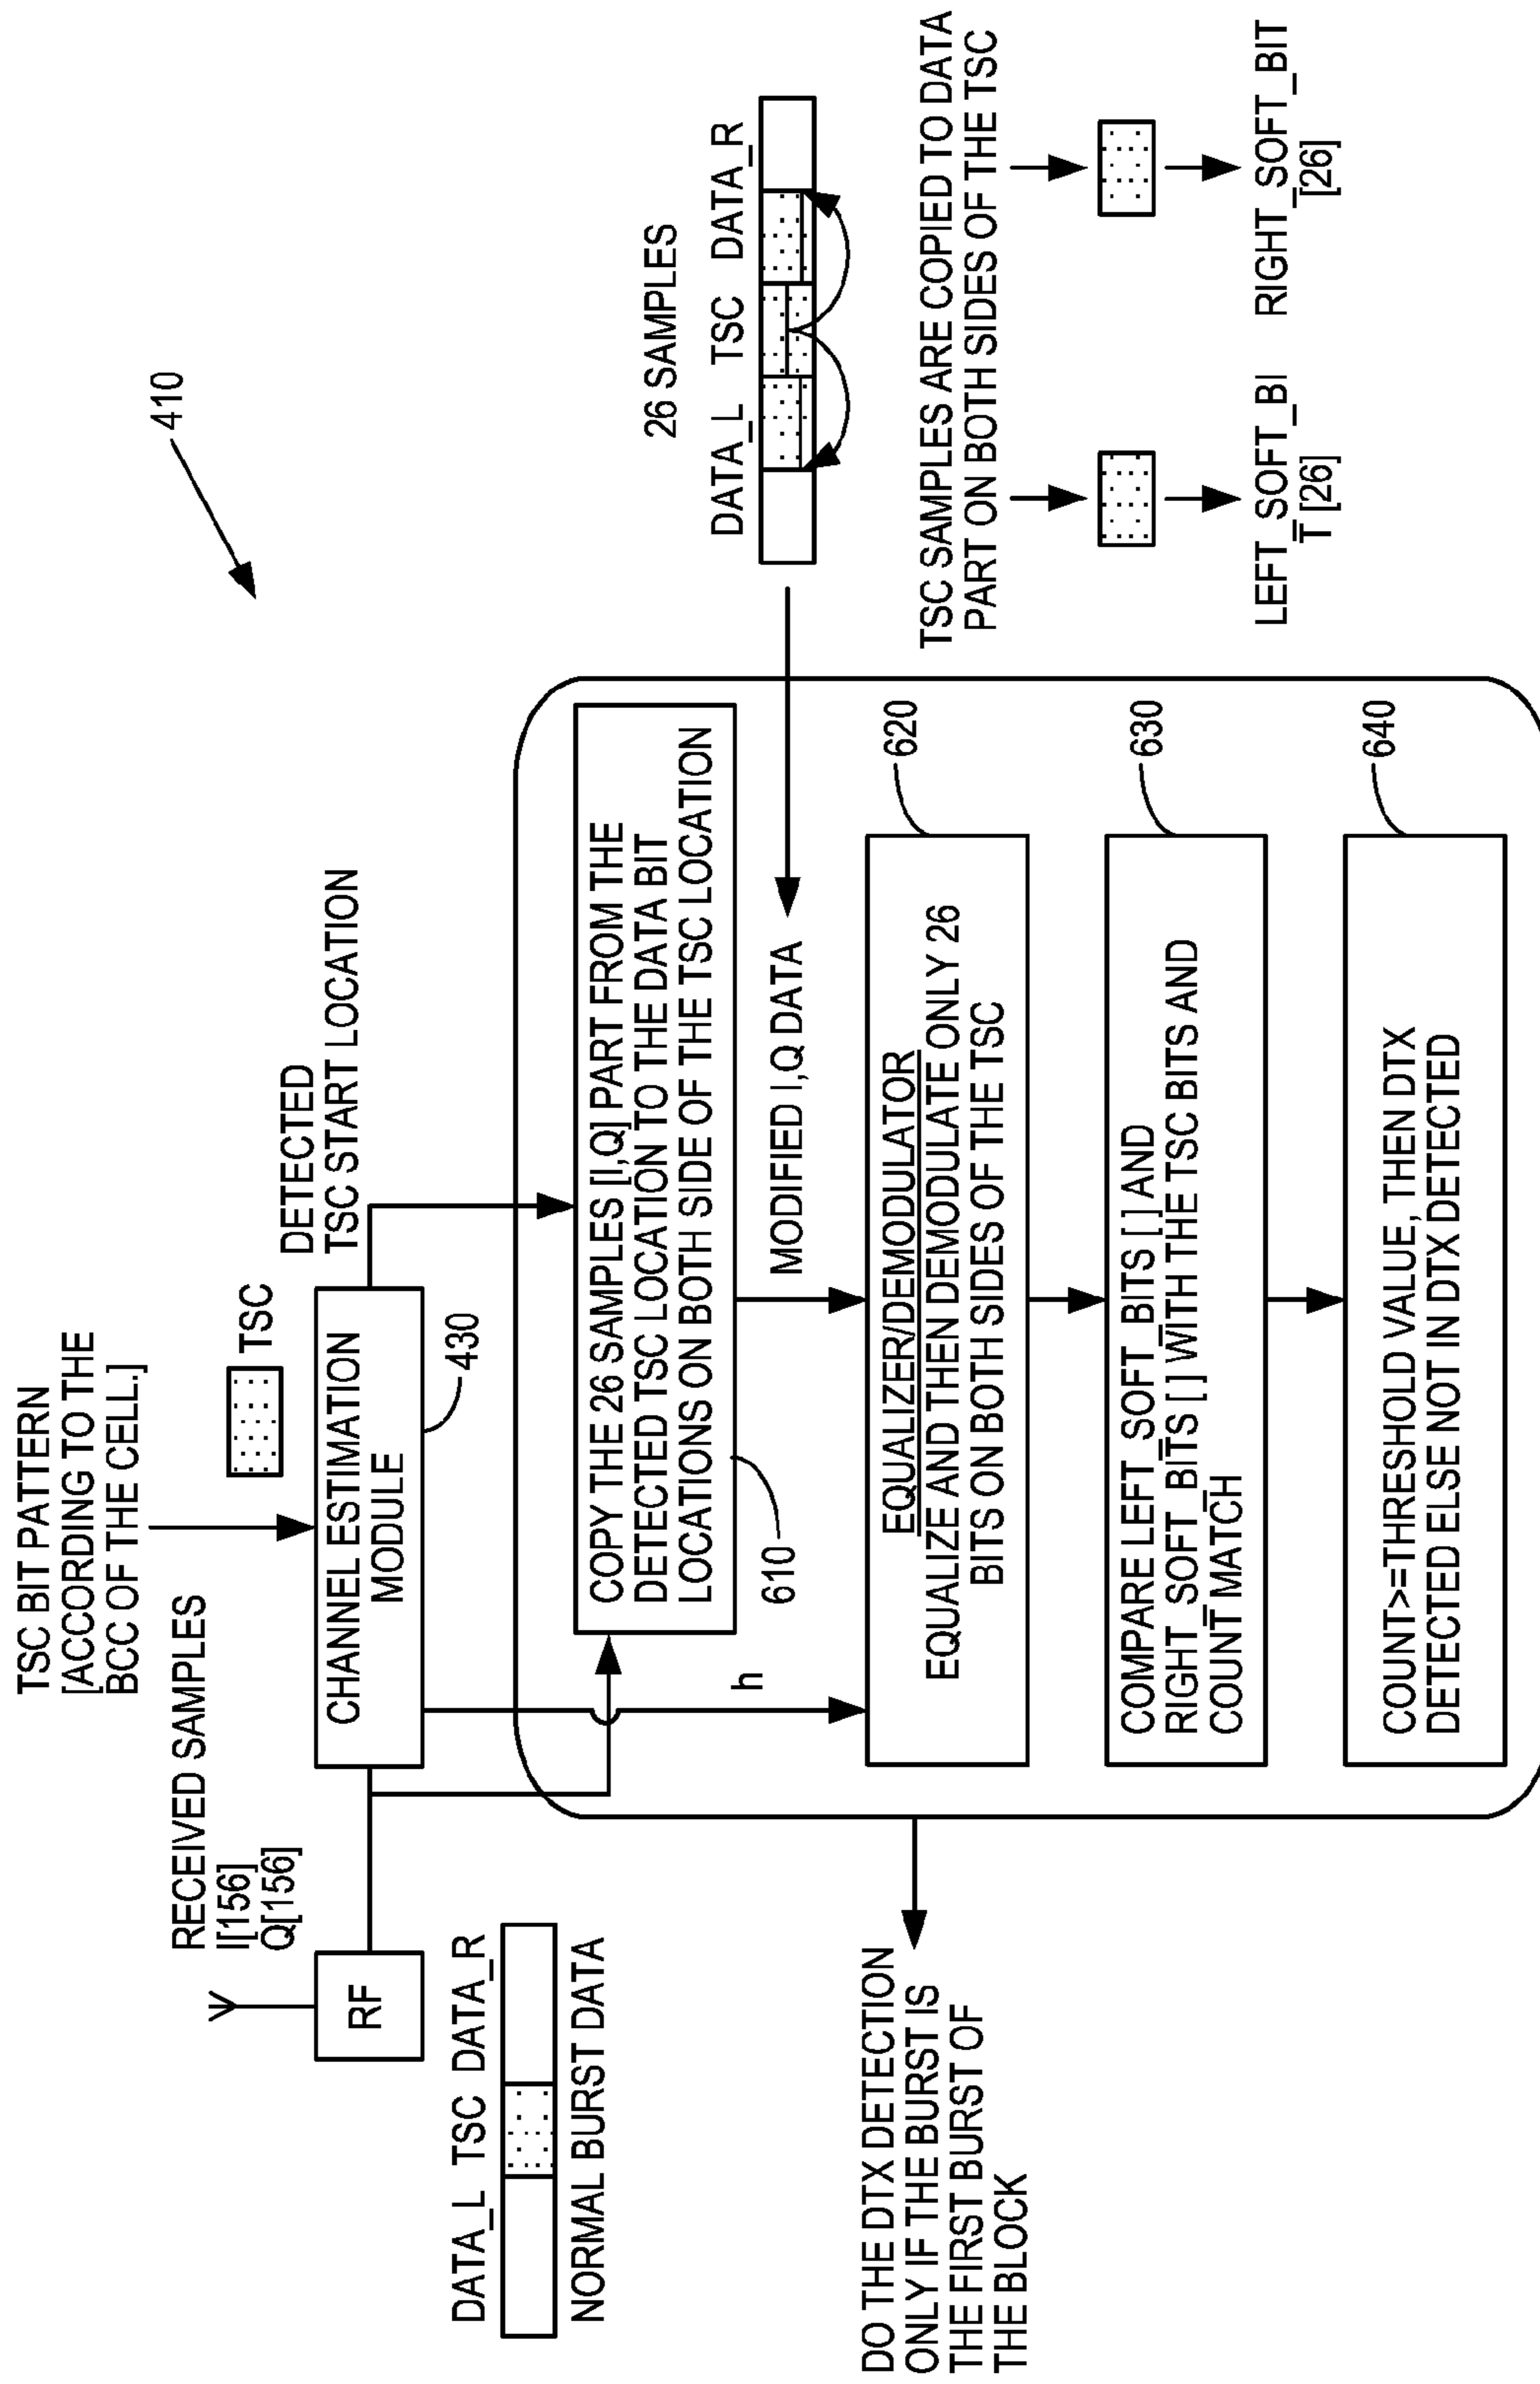 410
TSC BIT PATTERN
[ACCORDING TO THE
BCC OF THE CELL.]
RECEIVED SAMPLES
I[156]
Q[156]
TSC
DETECTED
TSC START LOCATION
RF
CHANNEL ESTIMATION
MODULE
430
DATA_L TSC DATA_R
NORMAL BURST DATA
COPY THE 26 SAMPLES [I,Q] PART FROM THE
DETECTED TSC LOCATION TO THE DATA BIT
LOCATIONS ON BOTH SIDE OF THE TSC LOCATION
610
h
MODIFIED I,Q DATA
26 SAMPLES
DATA_L TSC DATA_R
EQUALIZER/DEMODULATOR
EQUALIZE AND THEN DEMODULATE ONLY 26
BITS ON BOTH SIDES OF THE TSC
620
TSC SAMPLES ARE COPIED TO DATA
PART ON BOTH SIDES OF THE TSC
DO THE DTX DETECTION
ONLY IF THE BURST IS
THE FIRST BURST OF
THE BLOCK
COMPARE LEFT_SOFT_BITS [ ] AND
RIGHT_SOFT_BITS [ ] WITH THE TSC BITS AND
COUNT_MATCH
630
LEFT_SOFT_BI
T [26]
RIGHT_SOFT_BIT
[26]
COUNT>=THRESHOLD VALUE, THEN DTX
DETECTED ELSE NOT IN DTX DETECTED
640